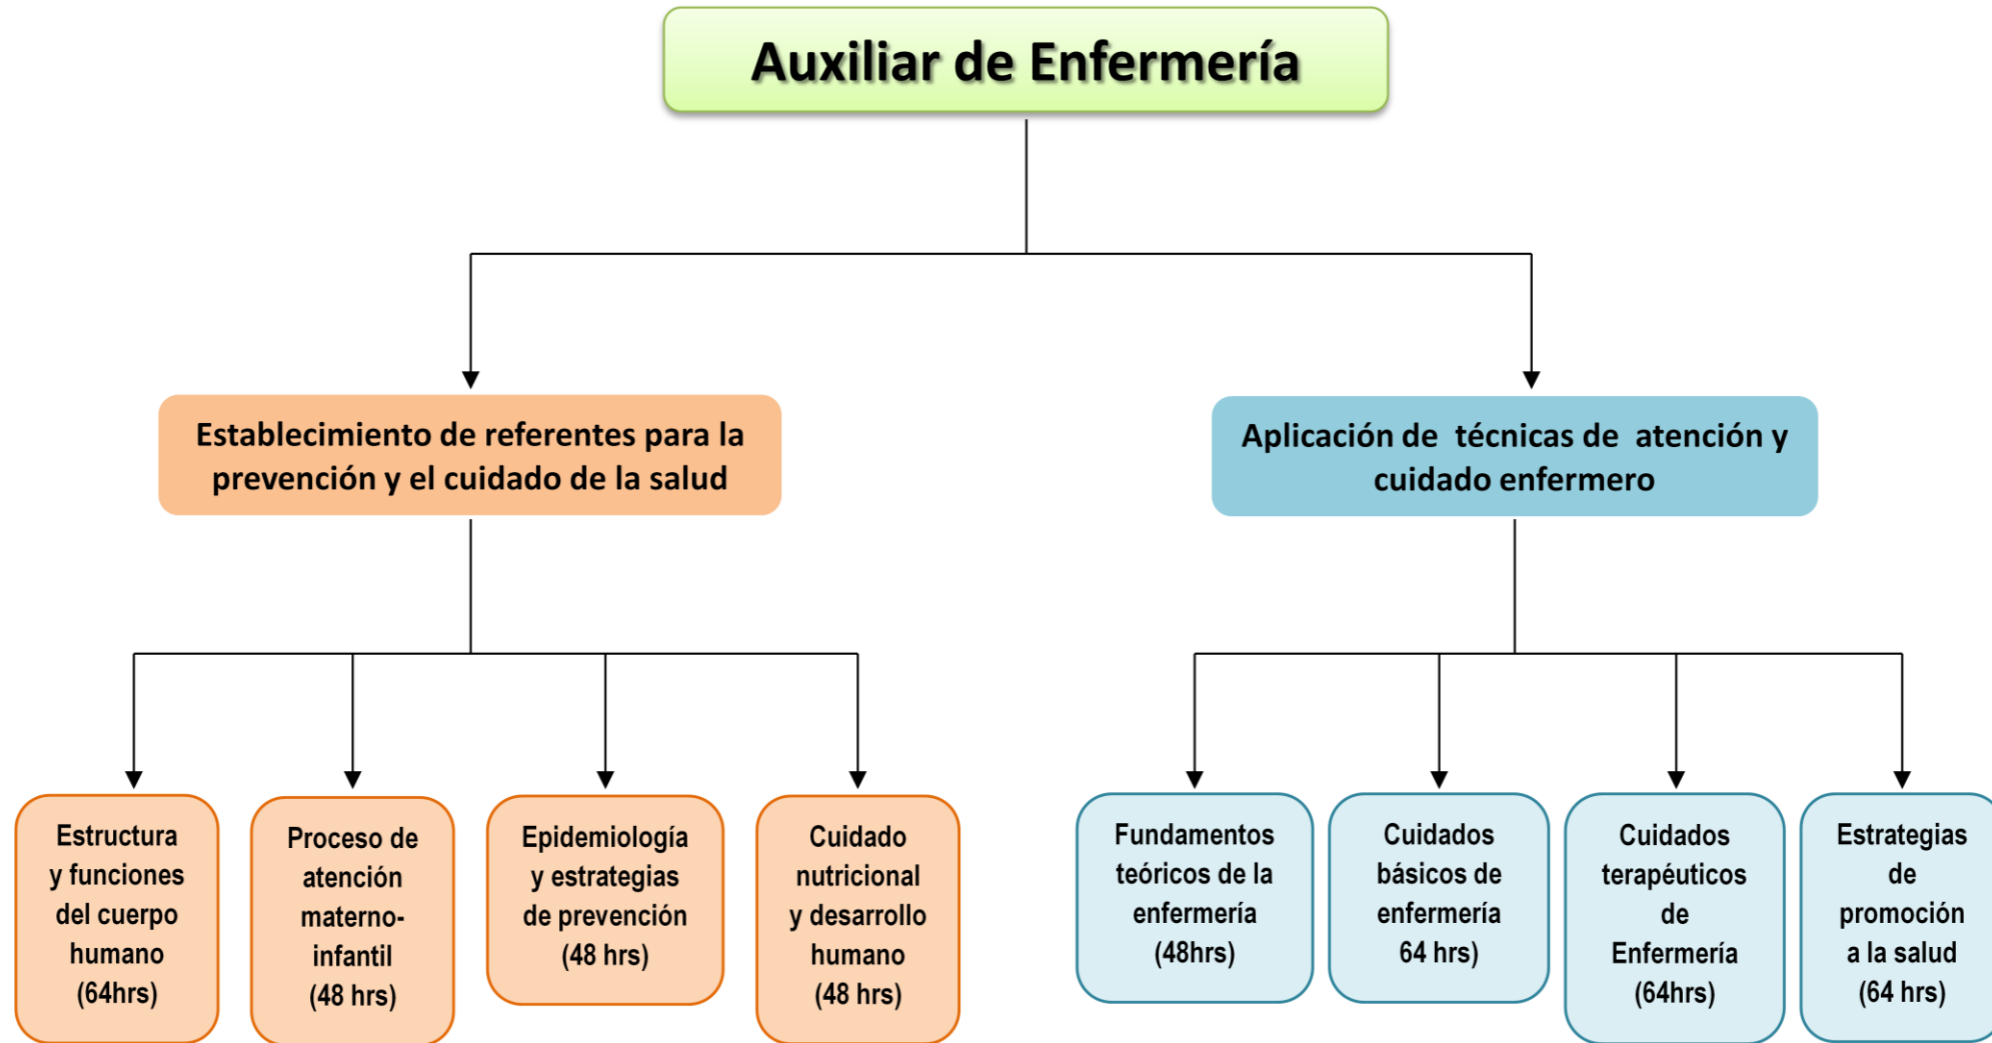 Auxiliar de Enfermería
Establecimiento de referentes para la
prevención y el cuidado de la salud
Aplicación de técnicas de atención y
cuidado enfermero
Estructura
y funciones
del cuerpo
humano
(64hrs)
Proceso de
atención
materno-
infantil
(48 hrs)
Epidemiología
y estrategias
de prevención
(48 hrs)
Cuidado
nutricional
y desarrollo
humano
(48 hrs)
Fundamentos
teóricos de la
enfermería
(48hrs)
Cuidados
básicos de
enfermería
64 hrs)
Cuidados
terapéuticos
de
Enfermería
(64hrs)
Estrategias
de
promoción
a la salud
(64 hrs)